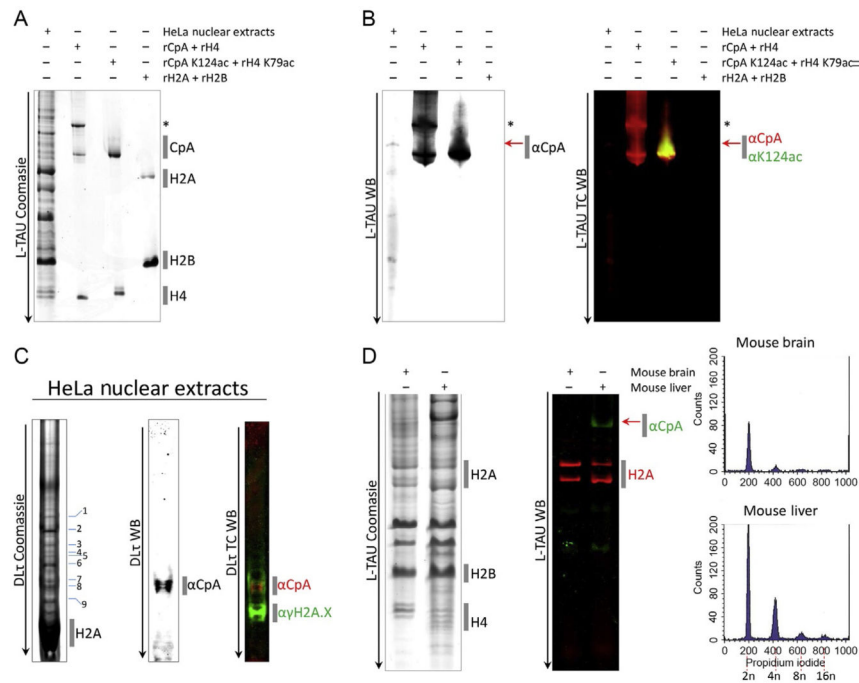 A
+ – – – HeLa nuclear extracts
– + – – rCpA + rH4
– – + – rCpA K124ac + rH4 K79ac
– – – + rH2A + rH2B
L-TAU Coomasie
*
CpA
H2A
H2B
H4
B
+ – – – HeLa nuclear extracts + – – –
– + – – rCpA + rH4 – + – –
– – + – rCpA K124ac + rH4 K79ac – – + –
– – – + rH2A + rH2B – – – +
L-TAU WB
*
αCpA
L-TAU TC WB
*
αCpA
αK124ac
C
HeLa nuclear extracts
DLτ Coomassie
1
2
3
4
5
6
7
8
9
H2A
DLτ WB
αCpA
DLτ TC WB
αCpA
αγH2A.X
D
+ – Mouse brain + –
– + Mouse liver – +
L-TAU Coomasie
H2A
H2B
H4
L-TAU WB
αCpA
H2A
Mouse brain
Counts
200
160
120
80
40
0
0 200 400 600 800 1000
Mouse liver
Counts
200
160
120
80
40
0
0 200 400 600 800 1000
Propidium iodide
2n 4n 8n 16n